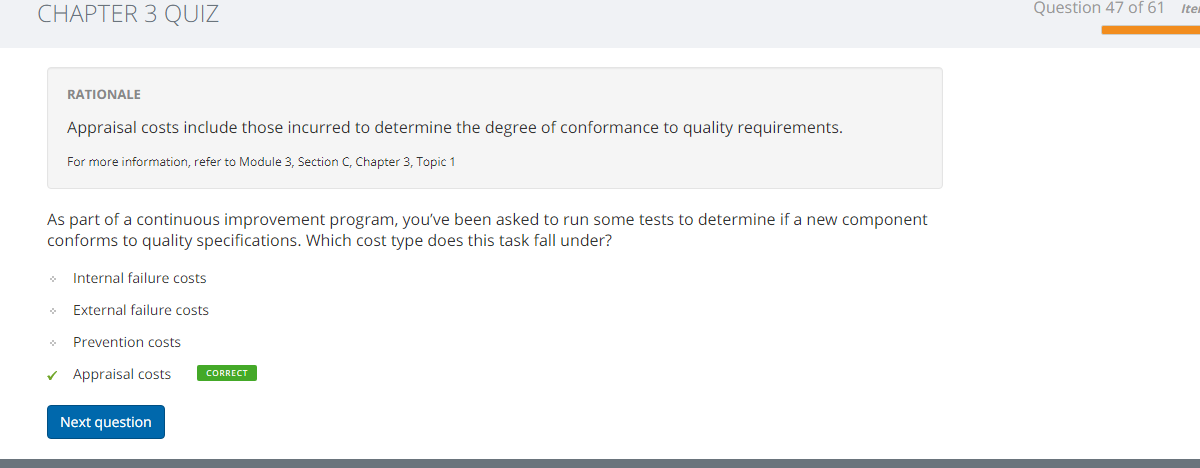 CHAPTER 3 QUIZ
Question 47 of 61
RATIONALE
Appraisal costs include those incurred to determine the degree of conformance to quality requirements.
For more information, refer to Module 3, Section C, Chapter 3, Topic 1
As part of a continuous improvement program, you’ve been asked to run some tests to determine if a new component
conforms to quality specifications. Which cost type does this task fall under?
Internal failure costs
External failure costs
Prevention costs
Appraisal costs CORRECT
Next question